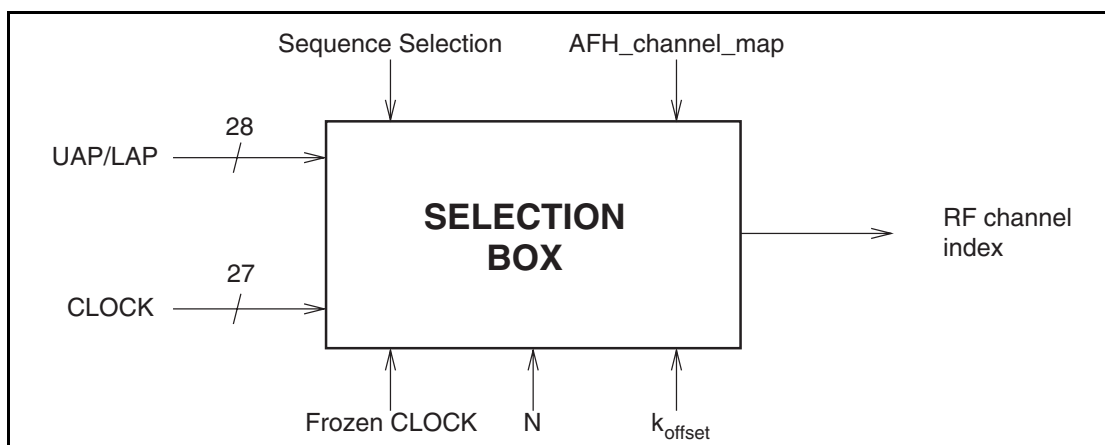 Sequence Selection
AFH_channel_map
28
UAP/LAP
SELECTION
BOX
RF channel
index
27
CLOCK
Frozen CLOCK
N
koffset